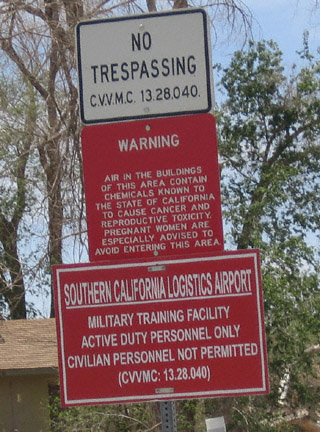 NO
TRESPASSING
C.V.V.M.C. 13.28.040.
WARNING
AIR IN THE BUILDINGS
OF THIS AREA CONTAIN
CHEMICALS KNOWN TO
THE STATE OF CALIFORNIA
TO CAUSE CANCER AND
REPRODUCTIVE TOXICITY.
PREGNANT WOMEN ARE
ESPECIALLY ADVISED TO
AVOID ENTERING THIS AREA
SOUTHERN CALIFORNIA LOGISTICS AIRPORT
MILITARY TRAINING FACILITY
ACTIVE DUTY PERSONNEL ONLY
CIVILIAN PERSONNEL NOT PERMITTED
(CVVMC: 13.28.040)